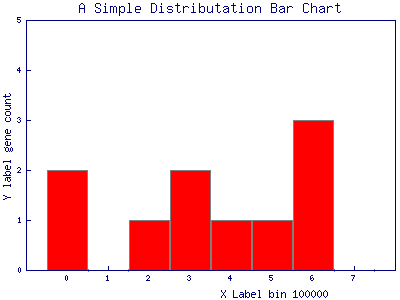 A Simple Distributation Bar Chart
5
4
3
2
1
0
Y label gene count
0 1 2 3 4 5 6 7
X Label bin 100000